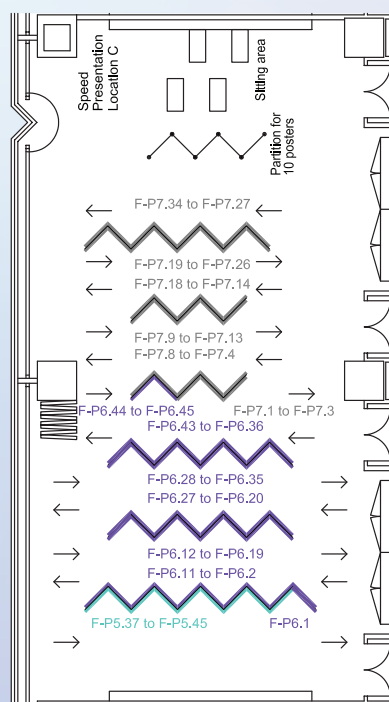 Speed
Presentation
Location C
Sitting area
Partition for
10 posters
F-P7.34 to F-P7.27
F-P7.19 to F-P7.26
F-P7.18 to F-P7.14
F-P7.9 to F-P7.13
F-P7.8 to F-P7.4
F-P6.44 to F-P6.45
F-P7.1 to F-P7.3
F-P6.43 to F-P6.36
F-P6.28 to F-P6.35
F-P6.27 to F-P6.20
F-P6.12 to F-P6.19
F-P6.11 to F-P6.2
F-P5.37 to F-P5.45
F-P6.1